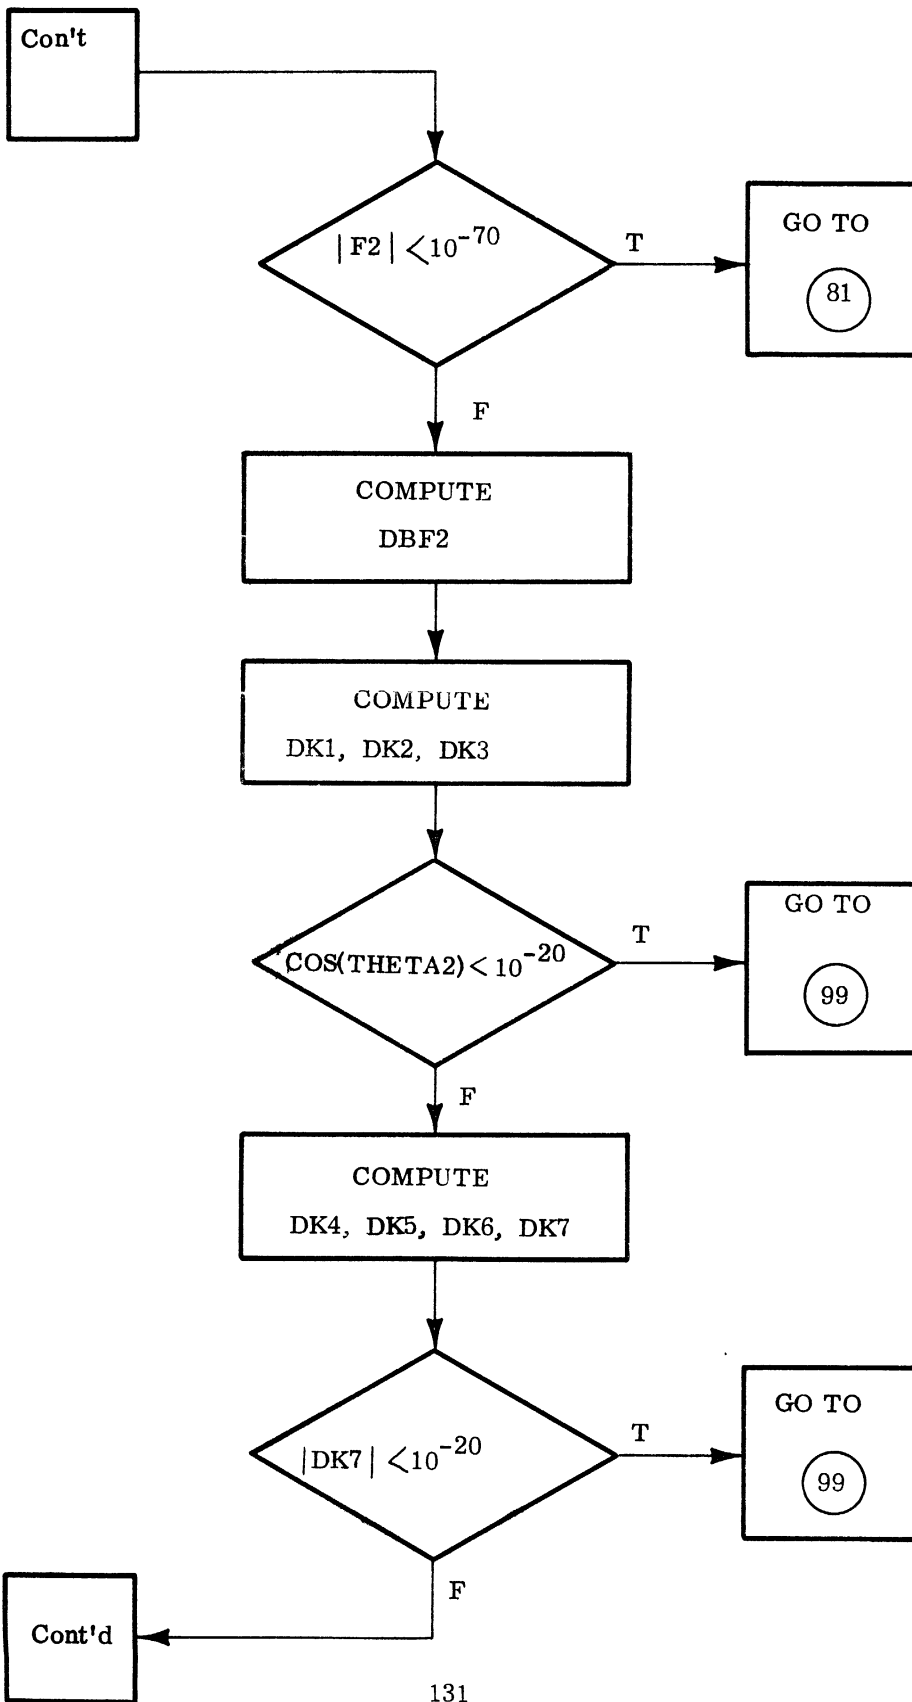 Con't
|F2| <10⁻⁷⁰
T
GO TO
81
F
COMPUTE
DBF2
COMPUTE
DK1, DK2, DK3
COS(THETA2)<10⁻²⁰
T
GO TO
99
F
COMPUTE
DK4, DK5, DK6, DK7
|DK7| <10⁻²⁰
T
GO TO
99
F
Cont'd
131